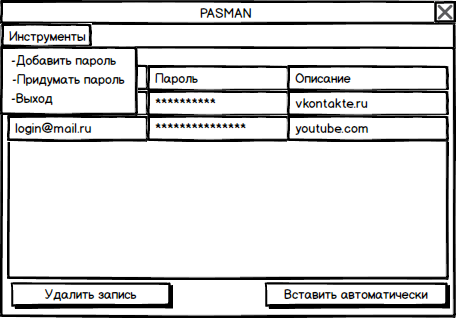 PASMAN
Инструменты
-Добавить пароль
-Придумать пароль
-Выход
Пароль
Описание
********** vkontakte.ru
login@mail.ru *************** youtube.com
Удалить запись
Вставить автоматически